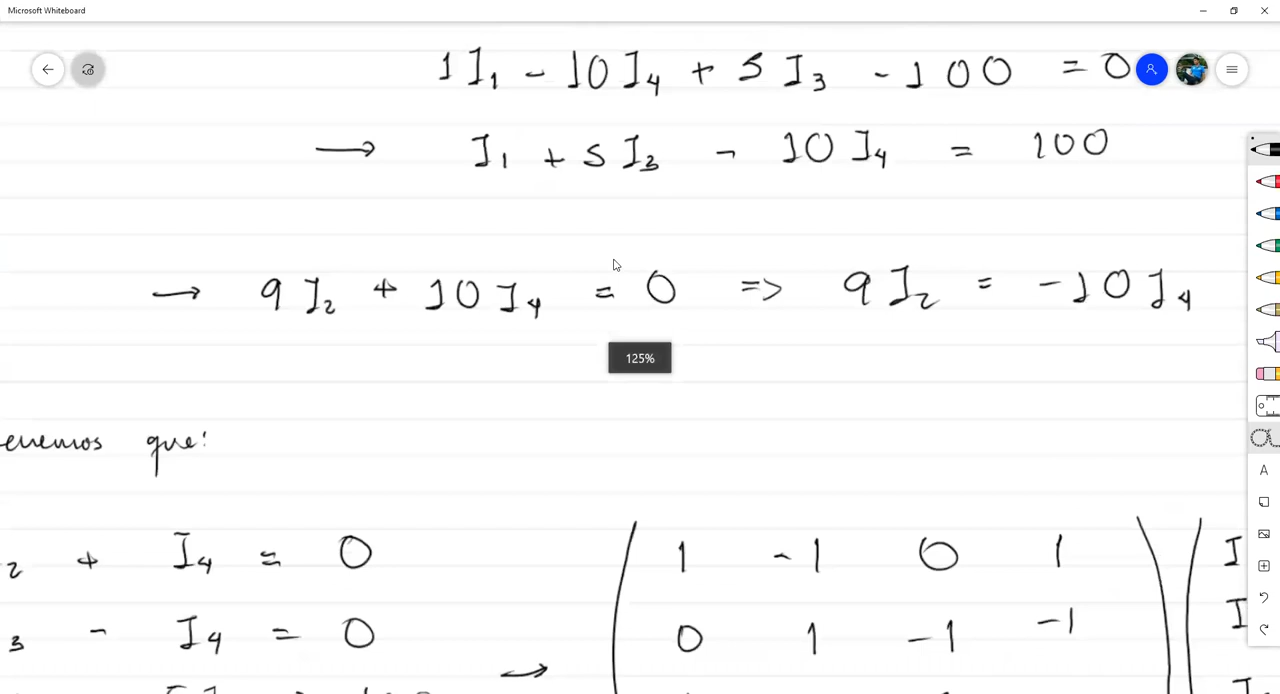 Microsoft Whiteboard
1I₁ - 10I₄ + 5I₃ - 100 = 0
→ I₁ + 5I₃ - 10I₄ = 100
→ 9I₂ + 10I₄ = 0 => 9I₂ = -10I₄
125%
enemos que:
₂ + I₄ = 0
1 -1 0 1
I
₃ - I₄ = 0
→
0 1 -1 -1
I
A